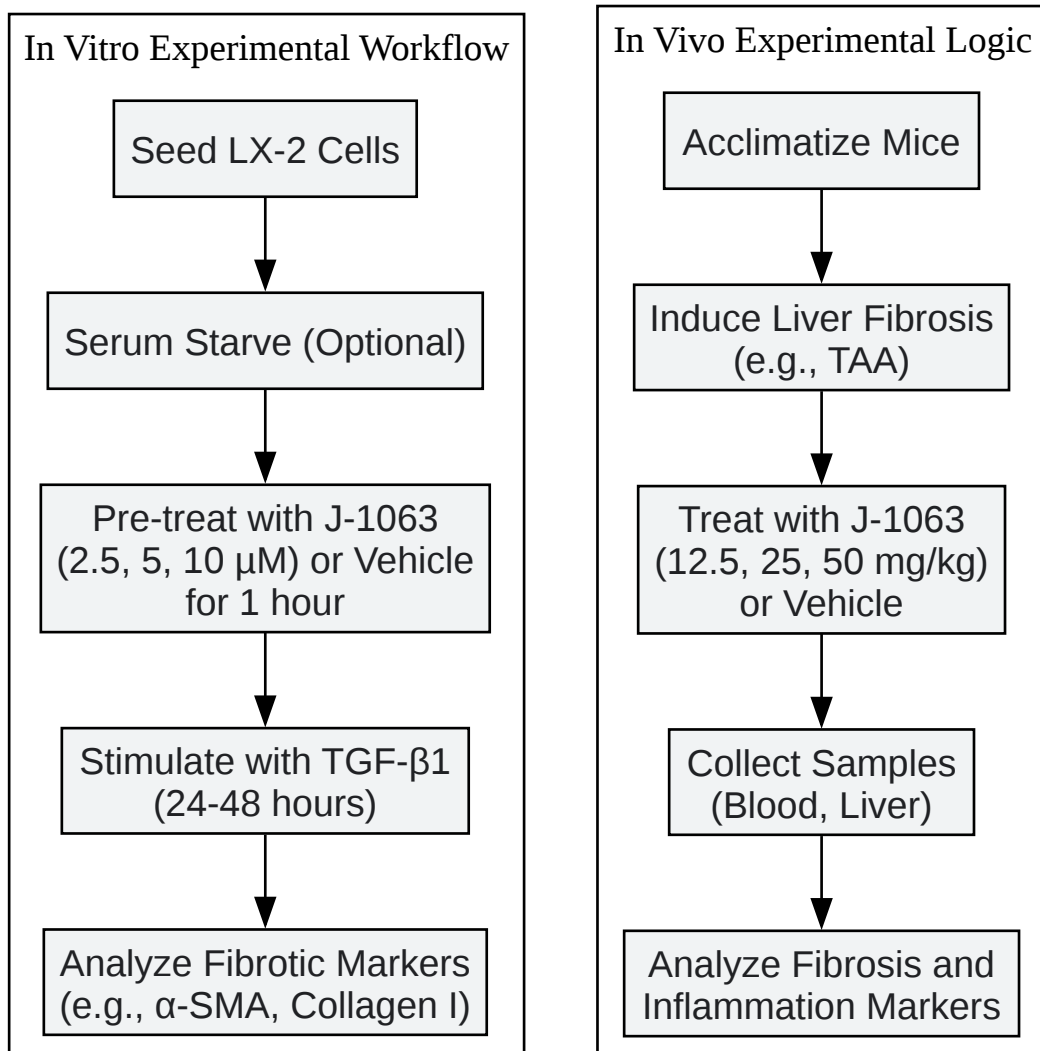 In Vitro Experimental Workflow
Seed LX-2 Cells
Serum Starve (Optional)
Pre-treat with J-1063
(2.5, 5, 10 μM) or Vehicle
for 1 hour
Stimulate with TGF-β1
(24-48 hours)
Analyze Fibrotic Markers
(e.g., α-SMA, Collagen I)
In Vivo Experimental Logic
Acclimatize Mice
Induce Liver Fibrosis
(e.g., TAA)
Treat with J-1063
(12.5, 25, 50 mg/kg)
or Vehicle
Collect Samples
(Blood, Liver)
Analyze Fibrosis and
Inflammation Markers